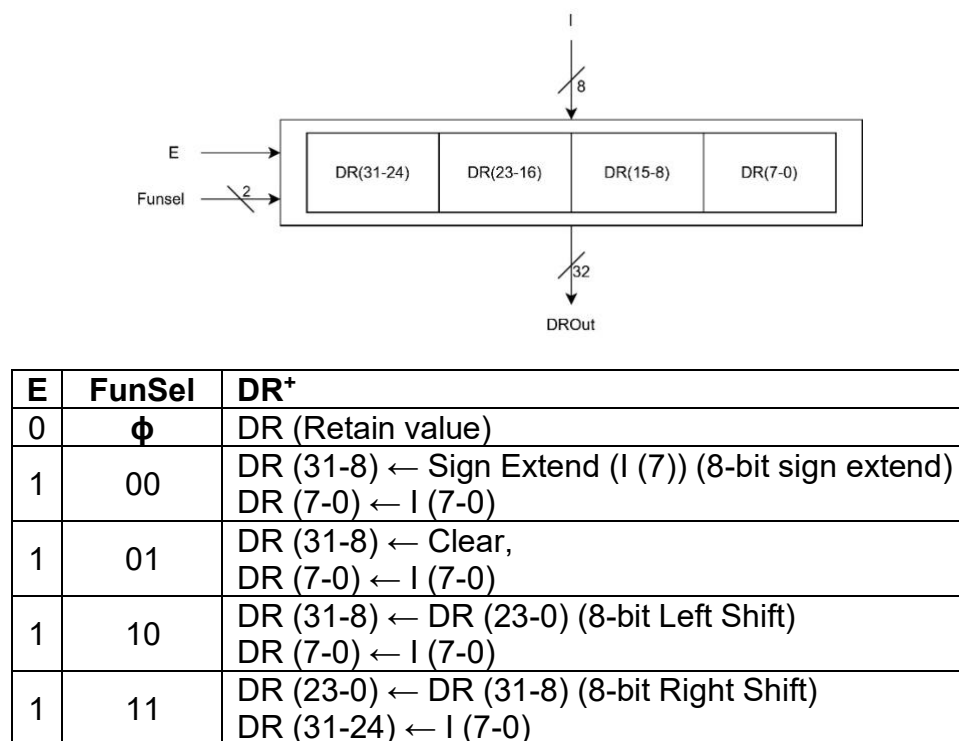 I
8
E
Funsel
2
DR(31-24)
DR(23-16)
DR(15-8)
DR(7-0)
32
DROut
E FunSel DR⁺
0 ϕ DR (Retain value)
1 00 DR (31-8) ← Sign Extend (I (7)) (8-bit sign extend)
DR (7-0) ← I (7-0)
1 01 DR (31-8) ← Clear,
DR (7-0) ← I (7-0)
1 10 DR (31-8) ← DR (23-0) (8-bit Left Shift)
DR (7-0) ← I (7-0)
1 11 DR (23-0) ← DR (31-8) (8-bit Right Shift)
DR (31-24) ← I (7-0)